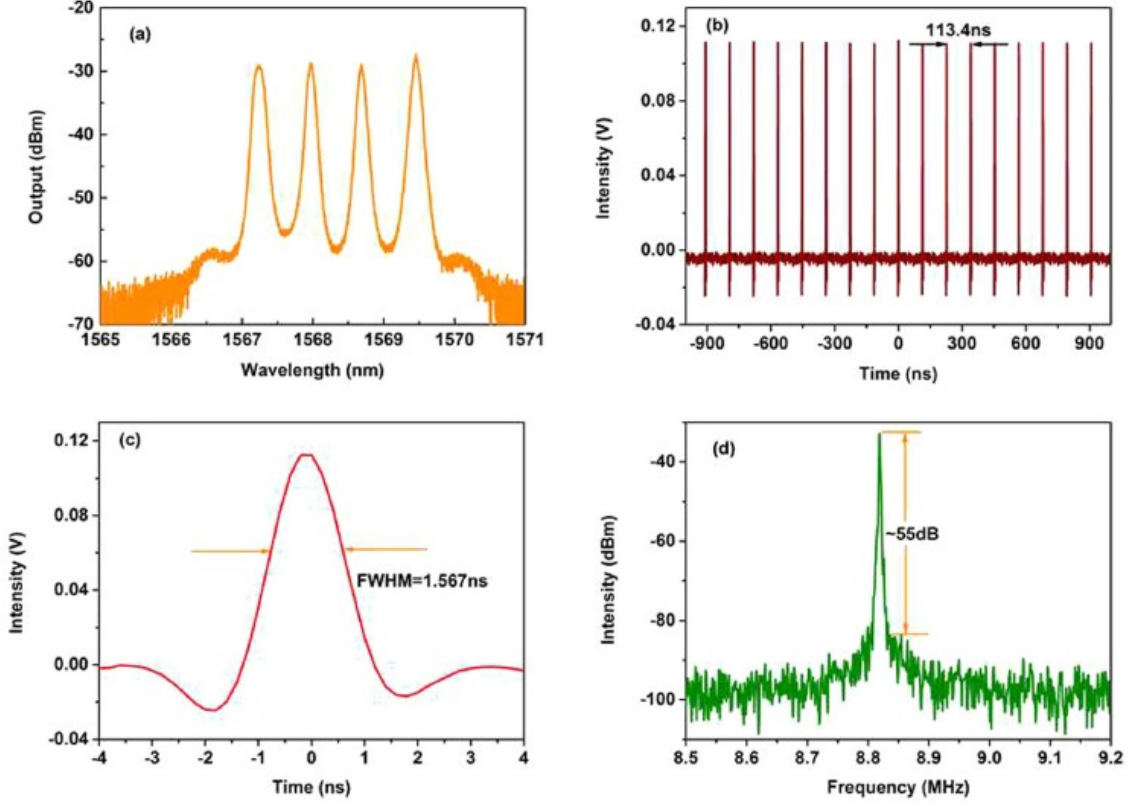 (a)
-20
-30
-40
-50
-60
-70
Output (dBm)
1565 1566 1567 1568 1569 1570 1571
Wavelength (nm)
(b)
113.4ns
0.12
0.08
0.04
0.00
-0.04
Intensity (V)
-900 -600 -300 0 300 600 900
Time (ns)
(c)
0.12
0.08
0.04
0.00
-0.04
Intensity (V)
FWHM=1.567ns
-4 -3 -2 -1 0 1 2 3 4
Time (ns)
(d)
-40
-60
-80
-100
Intensity (dBm)
~55dB
8.5 8.6 8.7 8.8 8.9 9.0 9.1 9.2
Frequency (MHz)